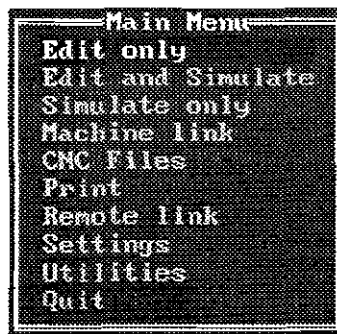 Main Menu
Edit only
Edit and Simulate
Simulate only
Machine link
CNC Files
Print
Remote link
Settings
Utilities
Quit